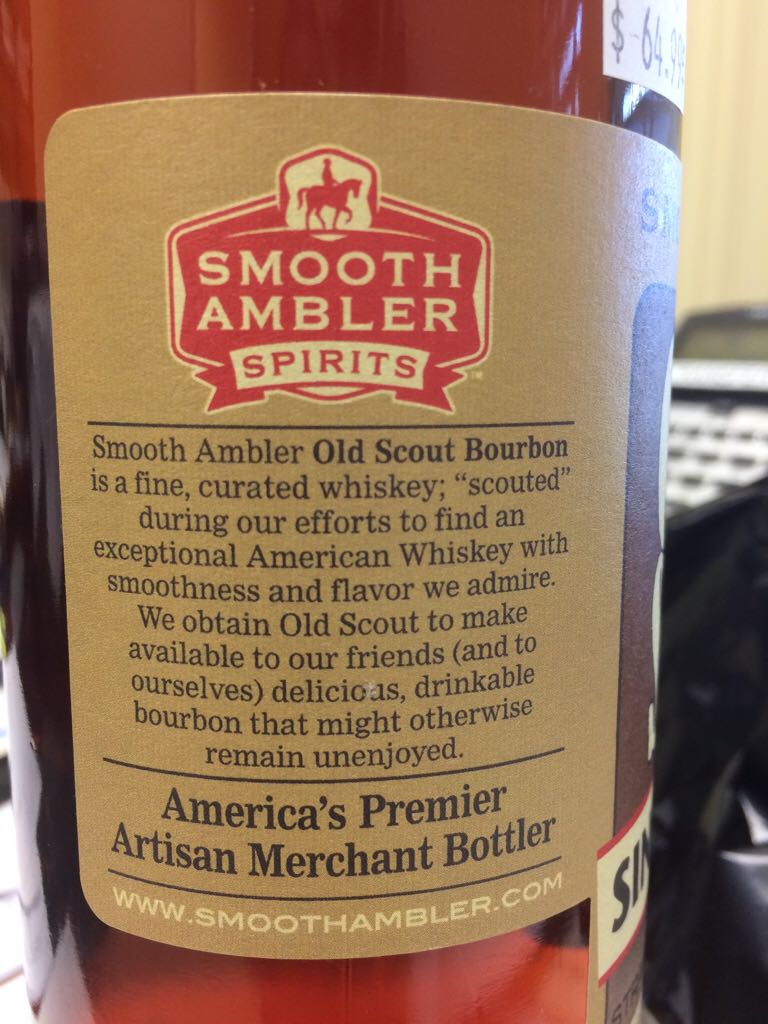 $ 64.99
SMOOTH
AMBLER
SPIRITS
TM
Smooth Ambler Old Scout Bourbon
is a fine, curated whiskey; “scouted”
during our efforts to find an
exceptional American Whiskey with
smoothness and flavor we admire.
We obtain Old Scout to make
available to our friends (and to
ourselves) delicious, drinkable
bourbon that might otherwise
remain unenjoyed.
America's Premier
Artisan Merchant Bottler
WWW.SMOOTHAMBLER.COM